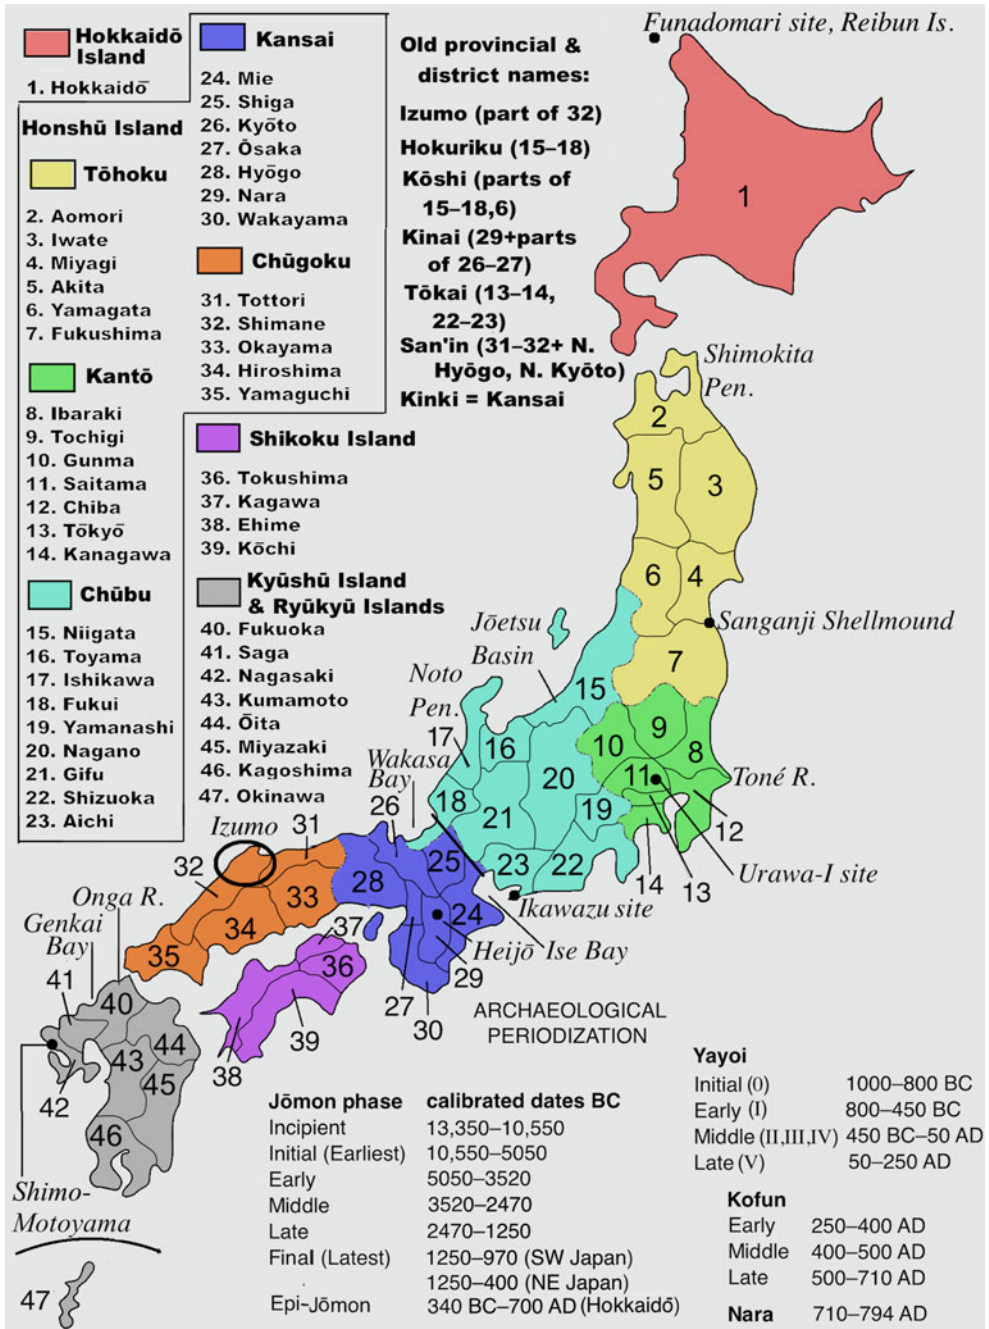 Hokkaidō
Island
1. Hokkaidō
Honshū Island
Tōhoku
2. Aomori
3. Iwate
4. Miyagi
5. Akita
6. Yamagata
7. Fukushima
Kantō
8. Ibaraki
9. Tochigi
10. Gunma
11. Saitama
12. Chiba
13. Tōkyō
14. Kanagawa
Chūbu
15. Niigata
16. Toyama
17. Ishikawa
18. Fukui
19. Yamanashi
20. Nagano
21. Gifu
22. Shizuoka
23. Aichi
Kansai
24. Mie
25. Shiga
26. Kyōto
27. Ōsaka
28. Hyōgo
29. Nara
30. Wakayama
Chūgoku
31. Tottori
32. Shimane
33. Okayama
34. Hiroshima
35. Yamaguchi
Shikoku Island
36. Tokushima
37. Kagawa
38. Ehime
39. Kōchi
Kyūshū Island
& Ryūkyū Islands
40. Fukuoka
41. Saga
42. Nagasaki
43. Kumamoto
44. Ōita
45. Miyazaki
46. Kagoshima
47. Okinawa
Old provincial &
district names:
Izumo (part of 32)
Hokuriku (15–18)
Kōshi (parts of
15–18,6)
Kinai (29+parts
of 26–27)
Tōkai (13–14,
22–23)
San'in (31–32+ N.
Hyōgo, N. Kyōto)
Kinki = Kansai
Funadomari site, Reibun Is.
1
Shimokita
Pen.
2
5
3
6
4
Sanganji Shellmound
7
Jōetsu
Basin
15
Noto
Pen.
17
16
10
9
8
11
Toné R.
Wakasa
Bay
26
18
21
20
19
12
25
23
22
14
13
Urawa-I site
Ikawazu site
Izumo
31
32
28
33
24
34
37
Heijō
Ise Bay
Onga R.
Genkai
Bay
35
36
29
41
40
27
30
39
38
43
44
45
42
46
Shimo-
Motoyama
47
ARCHAEOLOGICAL
PERIODIZATION
Jōmon phase calibrated dates BC
Incipient 13,350–10,550
Initial (Earliest) 10,550–5050
Early 5050–3520
Middle 3520–2470
Late 2470–1250
Final (Latest) 1250–970 (SW Japan)
1250–400 (NE Japan)
Epi-Jōmon 340 BC–700 AD (Hokkaidō)
Yayoi
Initial (0) 1000–800 BC
Early (I) 800–450 BC
Middle (II,III,IV) 450 BC–50 AD
Late (V) 50–250 AD
Kofun
Early 250–400 AD
Middle 400–500 AD
Late 500–710 AD
Nara 710–794 AD